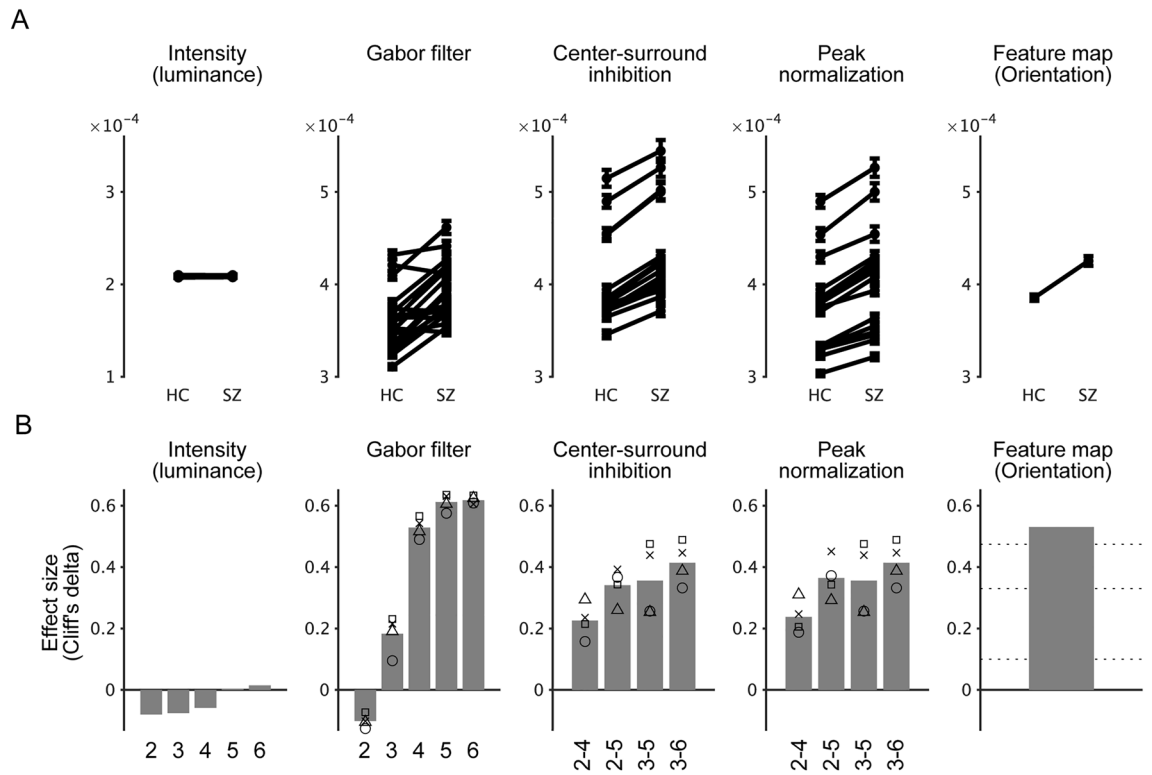 A
Intensity
(luminance)
Gabor filter
Center-surround
inhibition
Peak
normalization
Feature map
(Orientation)
×10⁻⁴
3
2
1
HC SZ
×10⁻⁴
5
4
3
HC SZ
×10⁻⁴
5
4
3
HC SZ
×10⁻⁴
5
4
3
HC SZ
×10⁻⁴
5
4
3
HC SZ
B
Intensity
(luminance)
Gabor filter
Center-surround
inhibition
Peak
normalization
Feature map
(Orientation)
Effect size
(Cliff's delta)
0.6
0.4
0.2
0
2 3 4 5 6
0.6
0.4
0.2
0
2 3 4 5 6
0.6
0.4
0.2
0
2-4 2-5 3-5 3-6
0.6
0.4
0.2
0
2-4 2-5 3-5 3-6
0.6
0.4
0.2
0